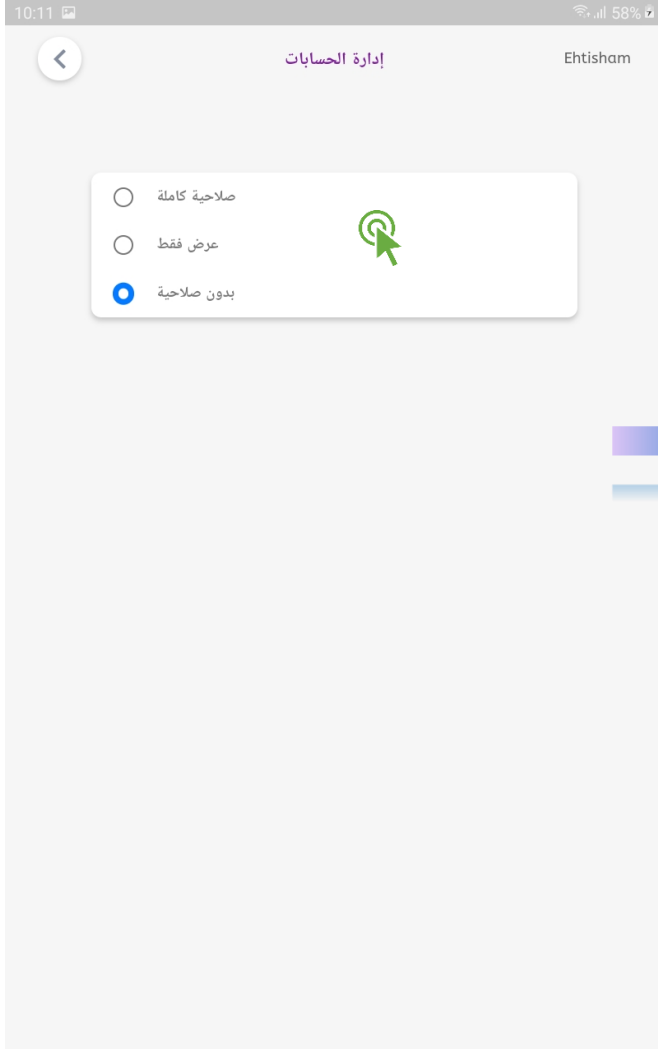 10:11
58%
إدارة الحسابات
Ehtisham
صلاحية كاملة
عرض فقط
بدون صلاحية